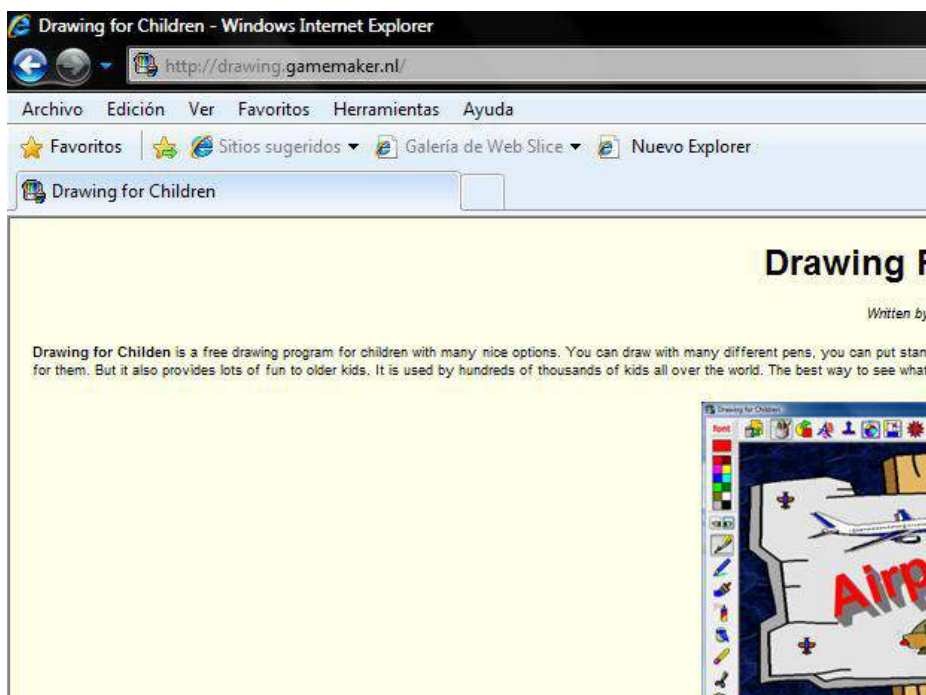 Drawing for Children - Windows Internet Explorer
http://drawing.gamemaker.nl/
Archivo Edición Ver Favoritos Herramientas Ayuda
Favoritos Sitios sugeridos Galería de Web Slice Nuevo Explorer
Drawing for Children
Drawing F
Written by
Drawing for Childen is a free drawing program for children with many nice options. You can draw with many different pens, you can put stan
for them. But it also provides lots of fun to older kids. It is used by hundreds of thousands of kids all over the world. The best way to see what
Drawing for Children
font
Airp